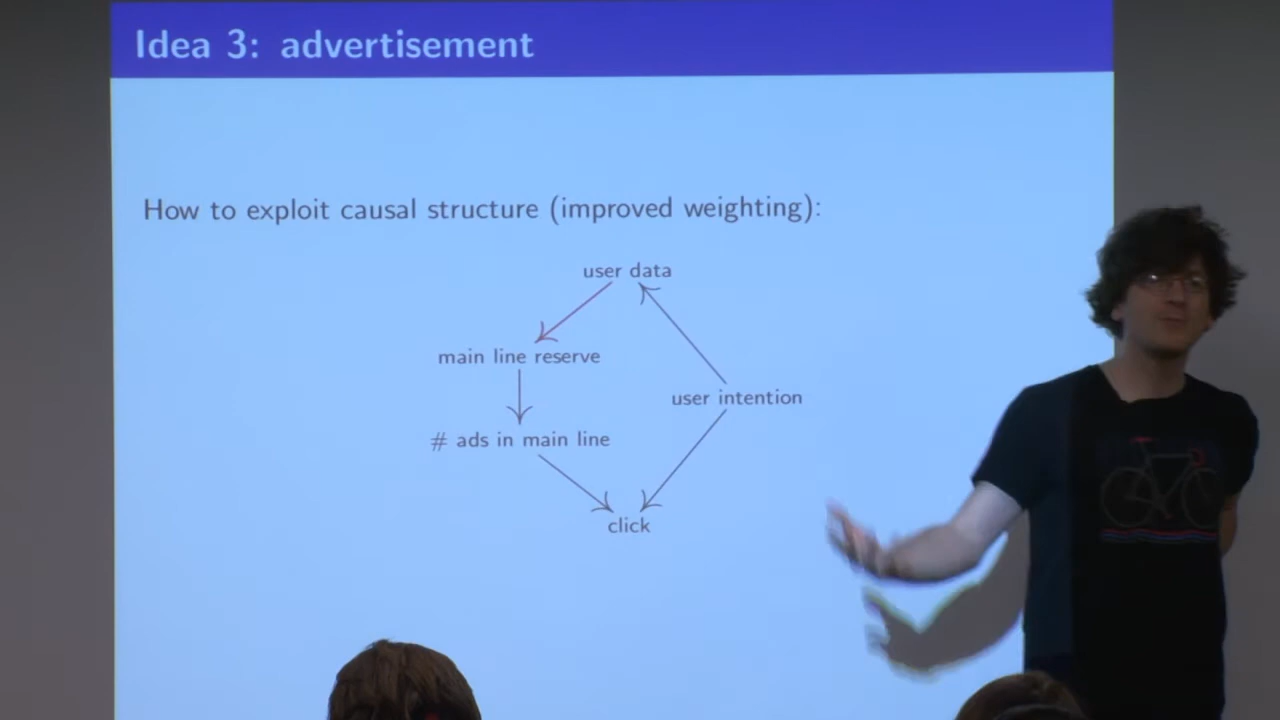 Idea 3: advertisement
How to exploit causal structure (improved weighting):
user data
main line reserve
user intention
# ads in main line
click